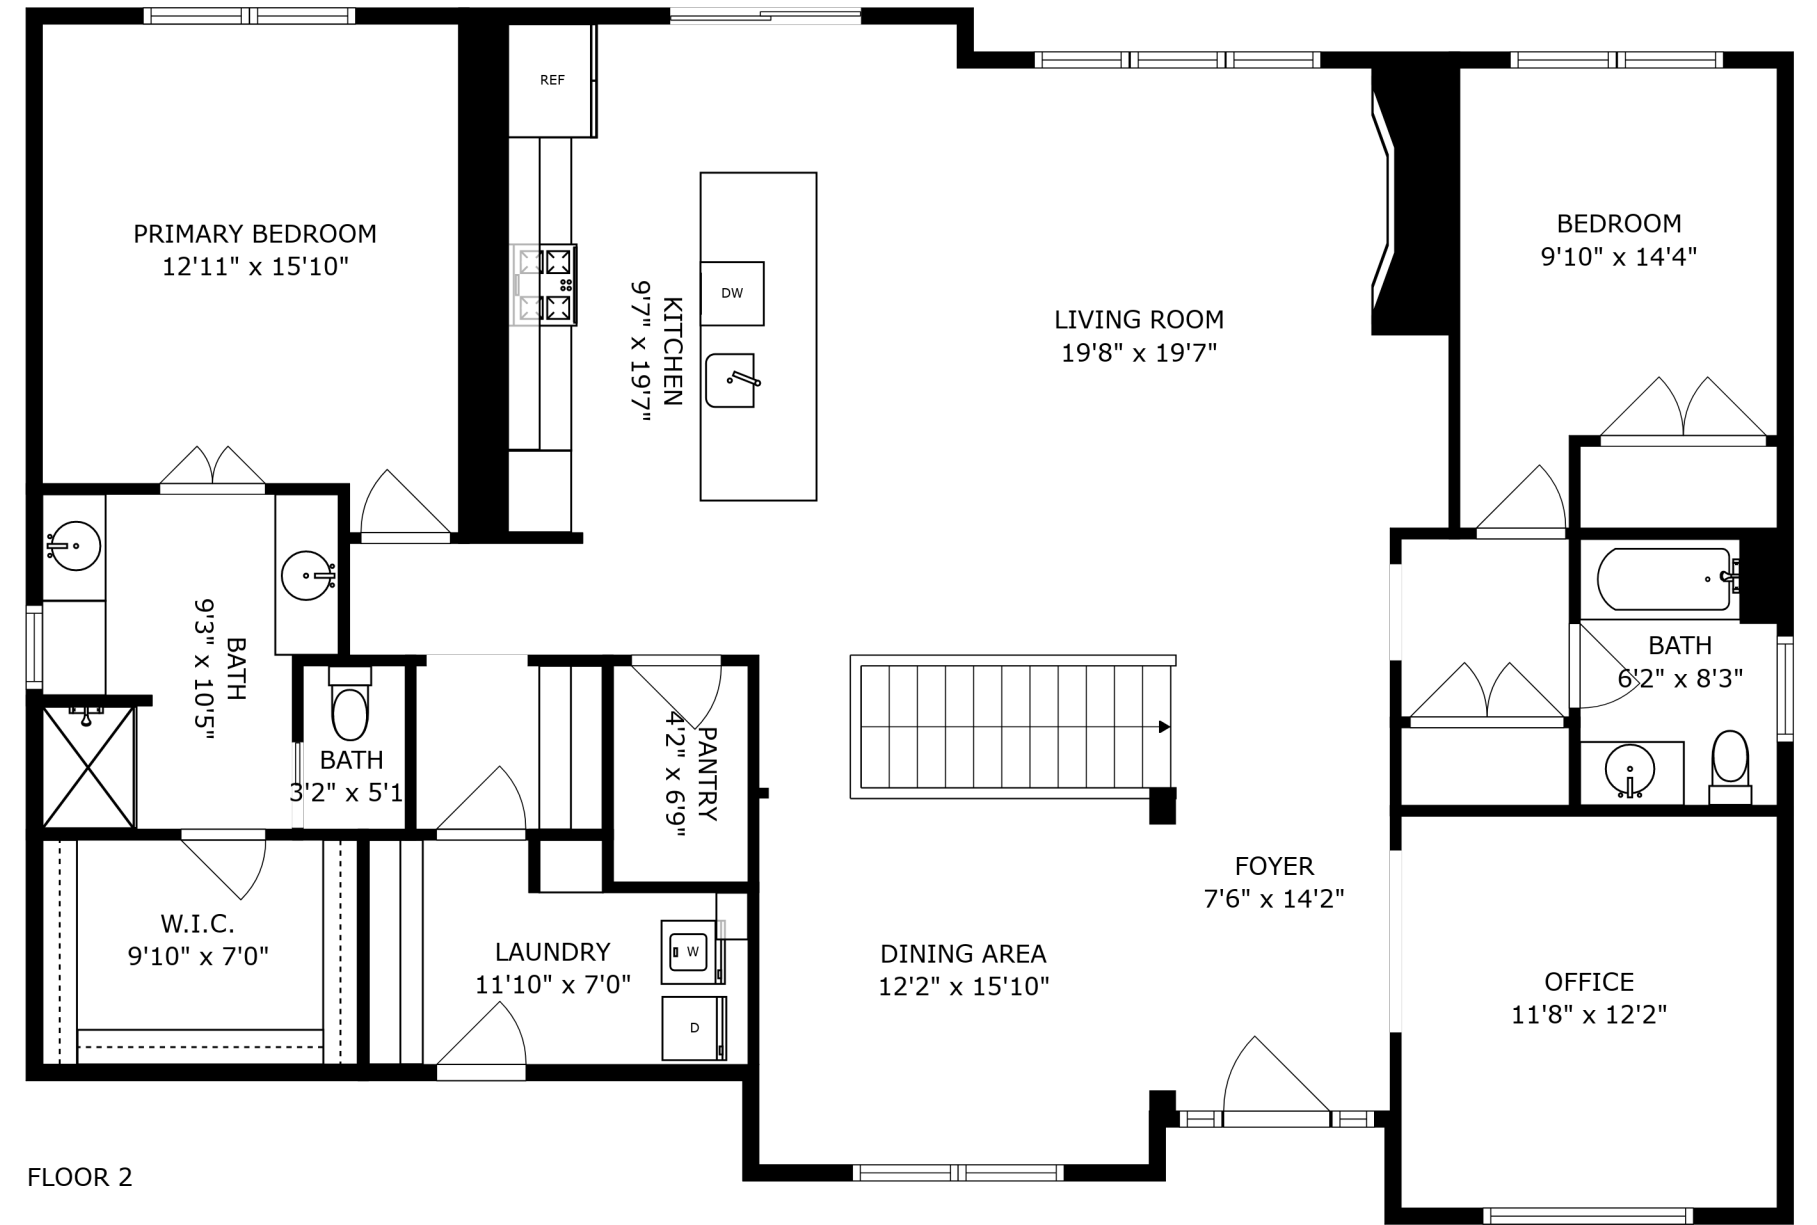 REF
PRIMARY BEDROOM
12'11" x 15'10"
BEDROOM
9'10" x 14'4"
KITCHEN
9'7" x 19'7"
DW
LIVING ROOM
19'8" x 19'7"
BATH
9'3" x 10'5"
BATH
6'2" x 8'3"
BATH
3'2" x 5'1
PANTRY
4'2" x 6'9"
FOYER
7'6" x 14'2"
W.I.C.
9'10" x 7'0"
LAUNDRY
11'10" x 7'0"
W
D
DINING AREA
12'2" x 15'10"
OFFICE
11'8" x 12'2"
FLOOR 2